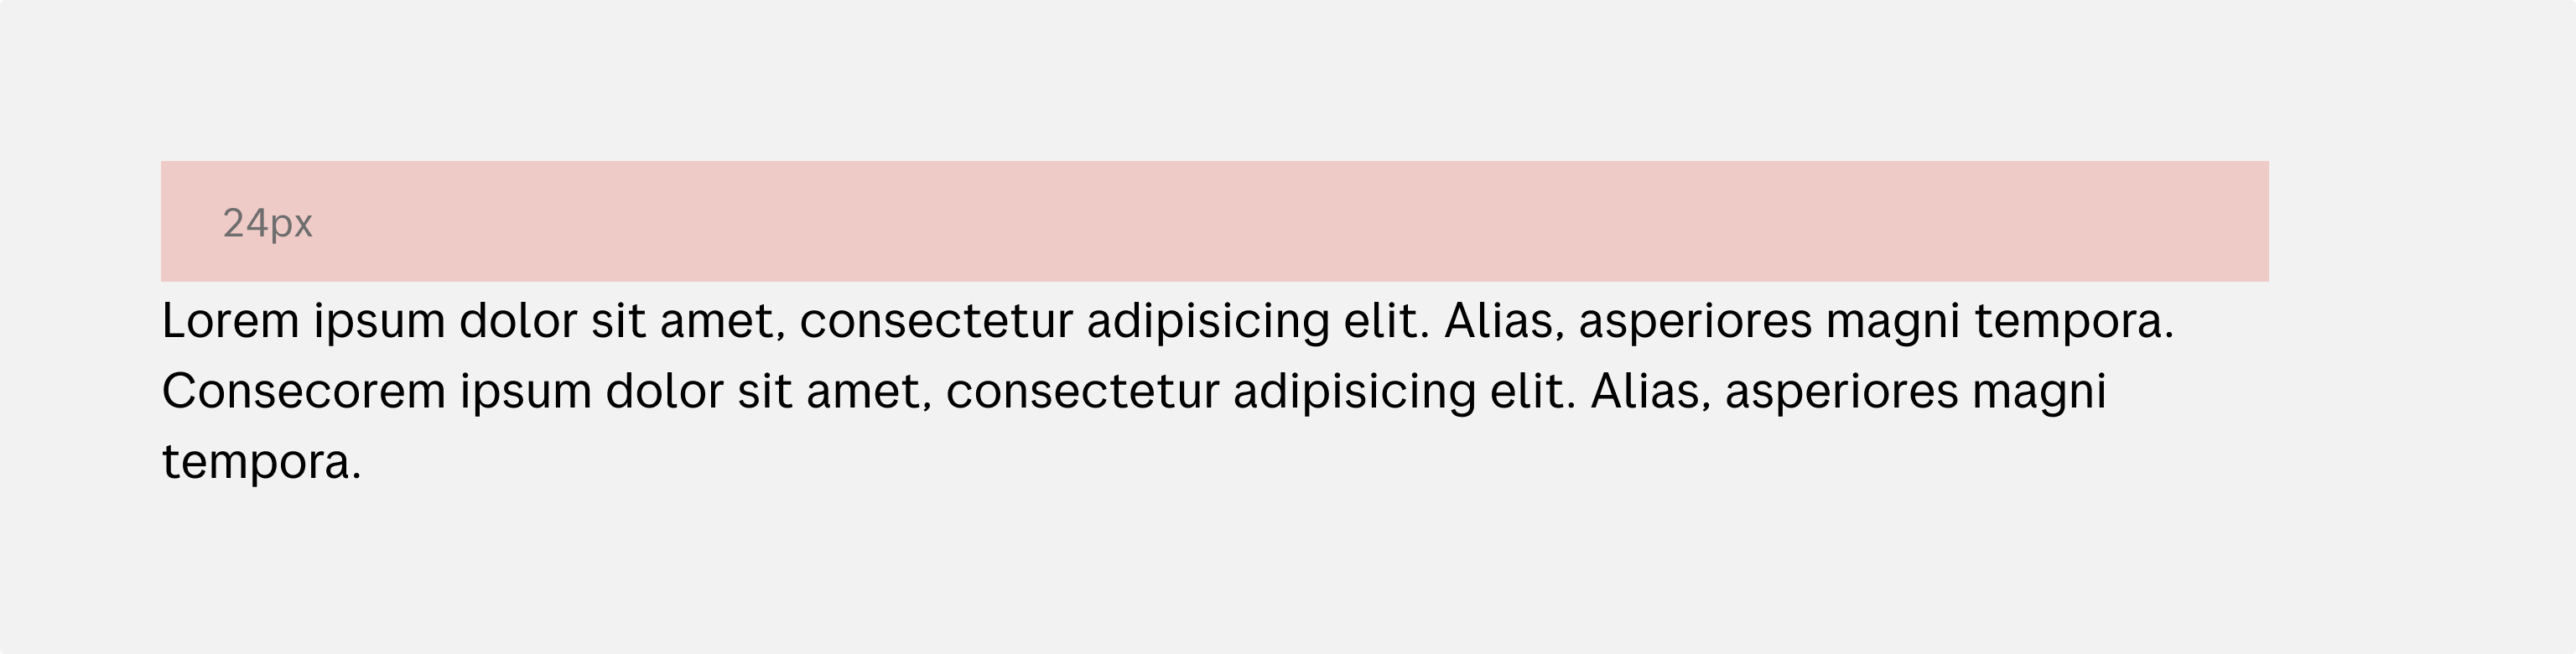 24px
Lorem ipsum dolor sit amet, consectetur adipisicing elit. Alias, asperiores magni tempora.
Consecorem ipsum dolor sit amet, consectetur adipisicing elit. Alias, asperiores magni
tempora.